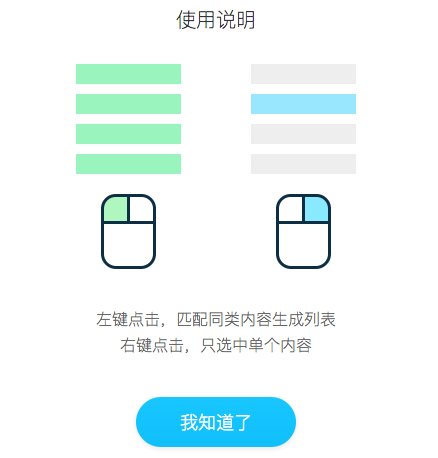 使用说明
左键点击，匹配同类内容生成列表
右键点击，只选中单个内容
我知道了